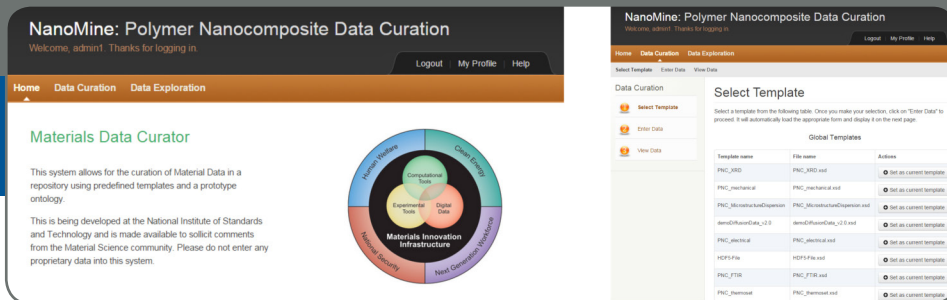 NanoMine: Polymer Nanocomposite Data Curation
Welcome, admin1. Thanks for logging in.
Logout | My Profile | Help
Home Data Curation Data Exploration
Materials Data Curator
This system allows for the curation of Material Data in a
repository using predefined templates and a prototype
ontology.
This is being developed at the National Institute of Standards
and Technology and is made available to sollicit comments
from the Material Science community. Please do not enter any
proprietary data into this system.
Human Welfare
Clean Energy
Computational
Tools
Experimental
Tools
Digital
Data
Materials Innovation
Infrastructure
National Security
Next Generation Workforce
NanoMine: Polymer Nanocomposite Data Curation
Welcome, admin1. Thanks for logging in.
Logout | My Profile | Help
Home Data Curation Data Exploration
Select Template Enter Data View Data
Data Curation
Select Template
Enter Data
View Data
Select Template
Select a template from the following table. Once you make your selection, click on "Enter Data" to
proceed. It will automatically load the appropriate form and display it on the next page.
Global Templates
Template name File name Actions
PNC_XRD PNC_XRD.xsd Set as current template
PNC_mechanical PNC_mechanical.xsd Set as current template
PNC_MicrostructureDispersion PNC_MicrostructureDispersion.xsd Set as current template
demoDiffusionData_v2.0 demoDiffusionData_v2.0.xsd Set as current template
PNC_electrical PNC_electrical.xsd Set as current template
HDF5-File HDF5-File.xsd Set as current template
PNC_FTIR PNC_FTIR.xsd Set as current template
PNC_thermoset PNC_thermoset.xsd Set as current template